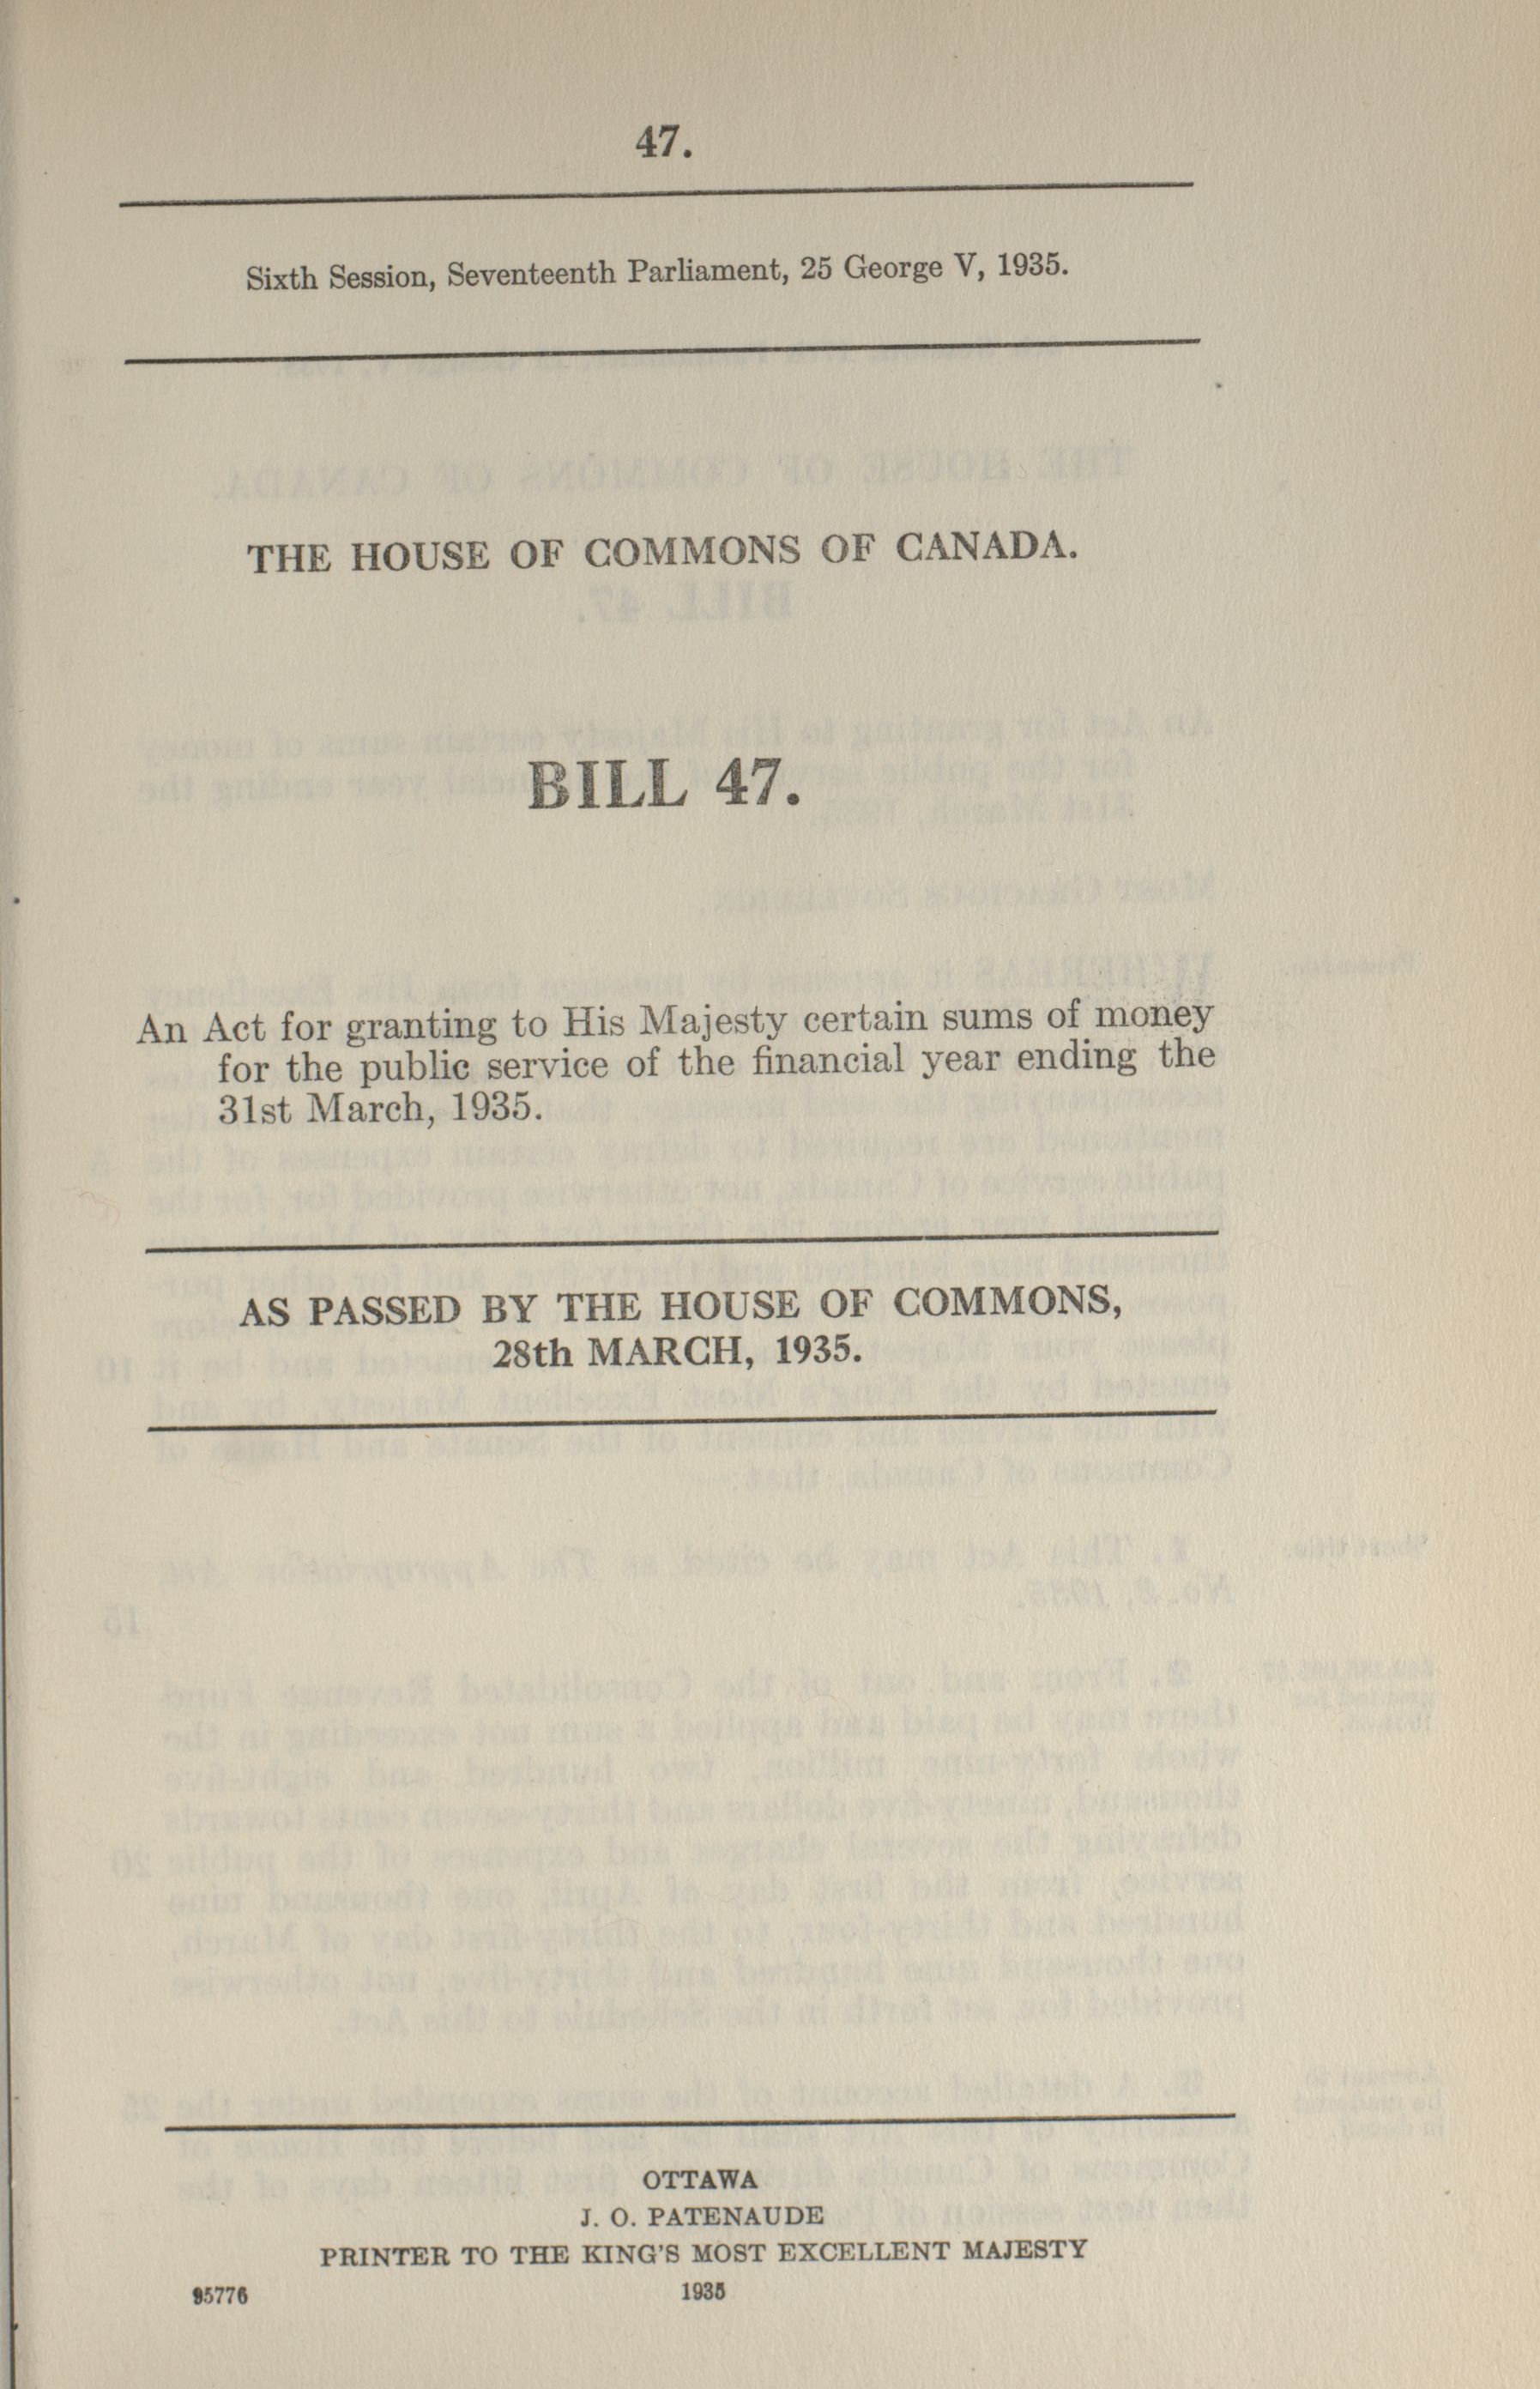 47.
Sixth Session, Seventeenth Parliament, 25 George V, 1935.
THE HOUSE OF COMMONS OF CANADA.
BILL 47.
An Act for granting to His Majesty certain sums of money
for the public service of the financial year ending the
31st March, 1935.
AS PASSED BY THE HOUSE OF COMMONS,
28th MARCH, 1935.
OTTAWA
J. O. PATENAUDE
PRINTER TO THE KING'S MOST EXCELLENT MAJESTY
95776 1935